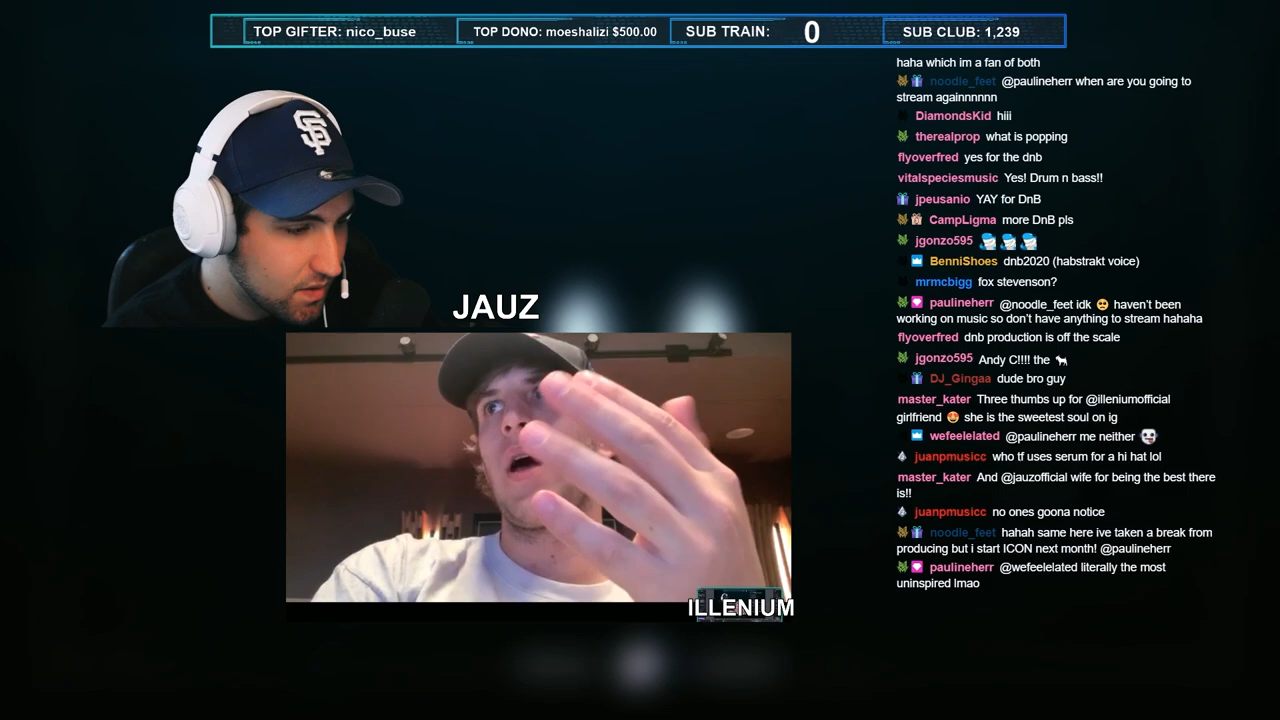 TOP GIFTER: nico_buse
TOP DONO: moeshalizi $500.00
SUB TRAIN:
0
SUB CLUB: 1,239
SF
JAUZ
ILLENIUM
haha which im a fan of both
noodle_feet @paulineherr when are you going to
stream againnnnnn
DiamondsKid hiii
therealprop what is popping
flyoverfred yes for the dnb
vitalspeciesmusic Yes! Drum n bass!!
jpeusanio YAY for DnB
CampLigma more DnB pls
jgonzo595
BenniShoes dnb2020 (habstrakt voice)
mrmcbigg fox stevenson?
paulineherr @noodle_feet idk 🥺 haven't been
working on music so don't have anything to stream hahaha
flyoverfred dnb production is off the scale
jgonzo595 Andy C!!!! the 🐐
DJ_Gingaa dude bro guy
master_kater Three thumbs up for @illeniumofficial
girlfriend 😍 she is the sweetest soul on ig
wefeelelated @paulineherr me neither
juanpmusicc who tf uses serum for a hi hat lol
master_kater And @jauzofficial wife for being the best there
is!!
juanpmusicc no ones goona notice
noodle_feet hahah same here ive taken a break from
producing but i start ICON next month! @paulineherr
paulineherr @wefeelelated literally the most
uninspired lmao